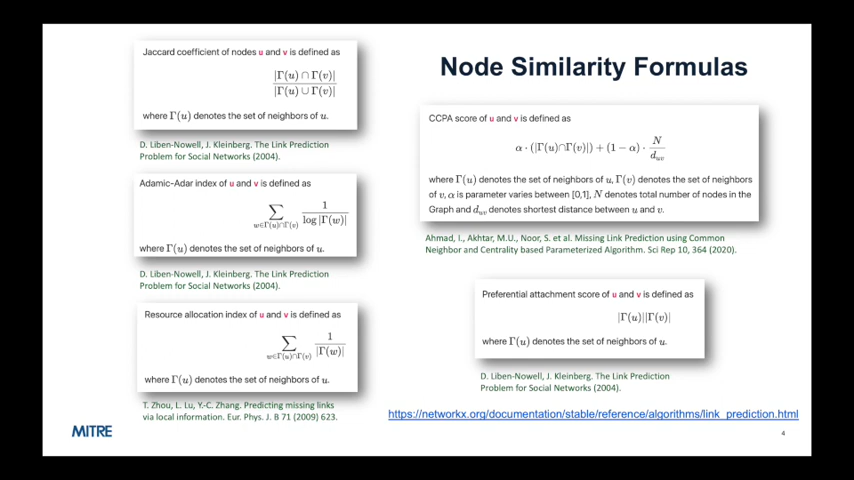 Node Similarity Formulas
Jaccard coefficient of nodes u and v is defined as
|Γ(u) ∩ Γ(v)|
|Γ(u) ∪ Γ(v)|
where Γ(u) denotes the set of neighbors of u.
D. Liben-Nowell, J. Kleinberg. The Link Prediction
Problem for Social Networks (2004).
Adamic-Adar index of u and v is defined as
∑ w∈Γ(u)∩Γ(v) 1 / log |Γ(w)|
where Γ(u) denotes the set of neighbors of u.
D. Liben-Nowell, J. Kleinberg. The Link Prediction
Problem for Social Networks (2004).
Resource allocation index of u and v is defined as
∑ w∈Γ(u)∩Γ(v) 1 / |Γ(w)|
where Γ(u) denotes the set of neighbors of u.
T. Zhou, L. Lu, Y.-C. Zhang. Predicting missing links
via local information. Eur. Phys. J. B 71 (2009) 623.
CCPA score of u and v is defined as
α · (|Γ(u)∩Γ(v)|) + (1 − α) · N / d_uv
where Γ(u) denotes the set of neighbors of u, Γ(v) denotes the set of neighbors
of v, α is parameter varies between [0,1], N denotes total number of nodes in the
Graph and d_uv denotes shortest distance between u and v.
Ahmad, I., Akhtar, M.U., Noor, S. et al. Missing Link Prediction using Common
Neighbor and Centrality based Parameterized Algorithm. Sci Rep 10, 364 (2020).
Preferential attachment score of u and v is defined as
|Γ(u)||Γ(v)|
where Γ(u) denotes the set of neighbors of u.
D. Liben-Nowell, J. Kleinberg. The Link Prediction
Problem for Social Networks (2004).
https://networkx.org/documentation/stable/reference/algorithms/link_prediction.html
MITRE
4